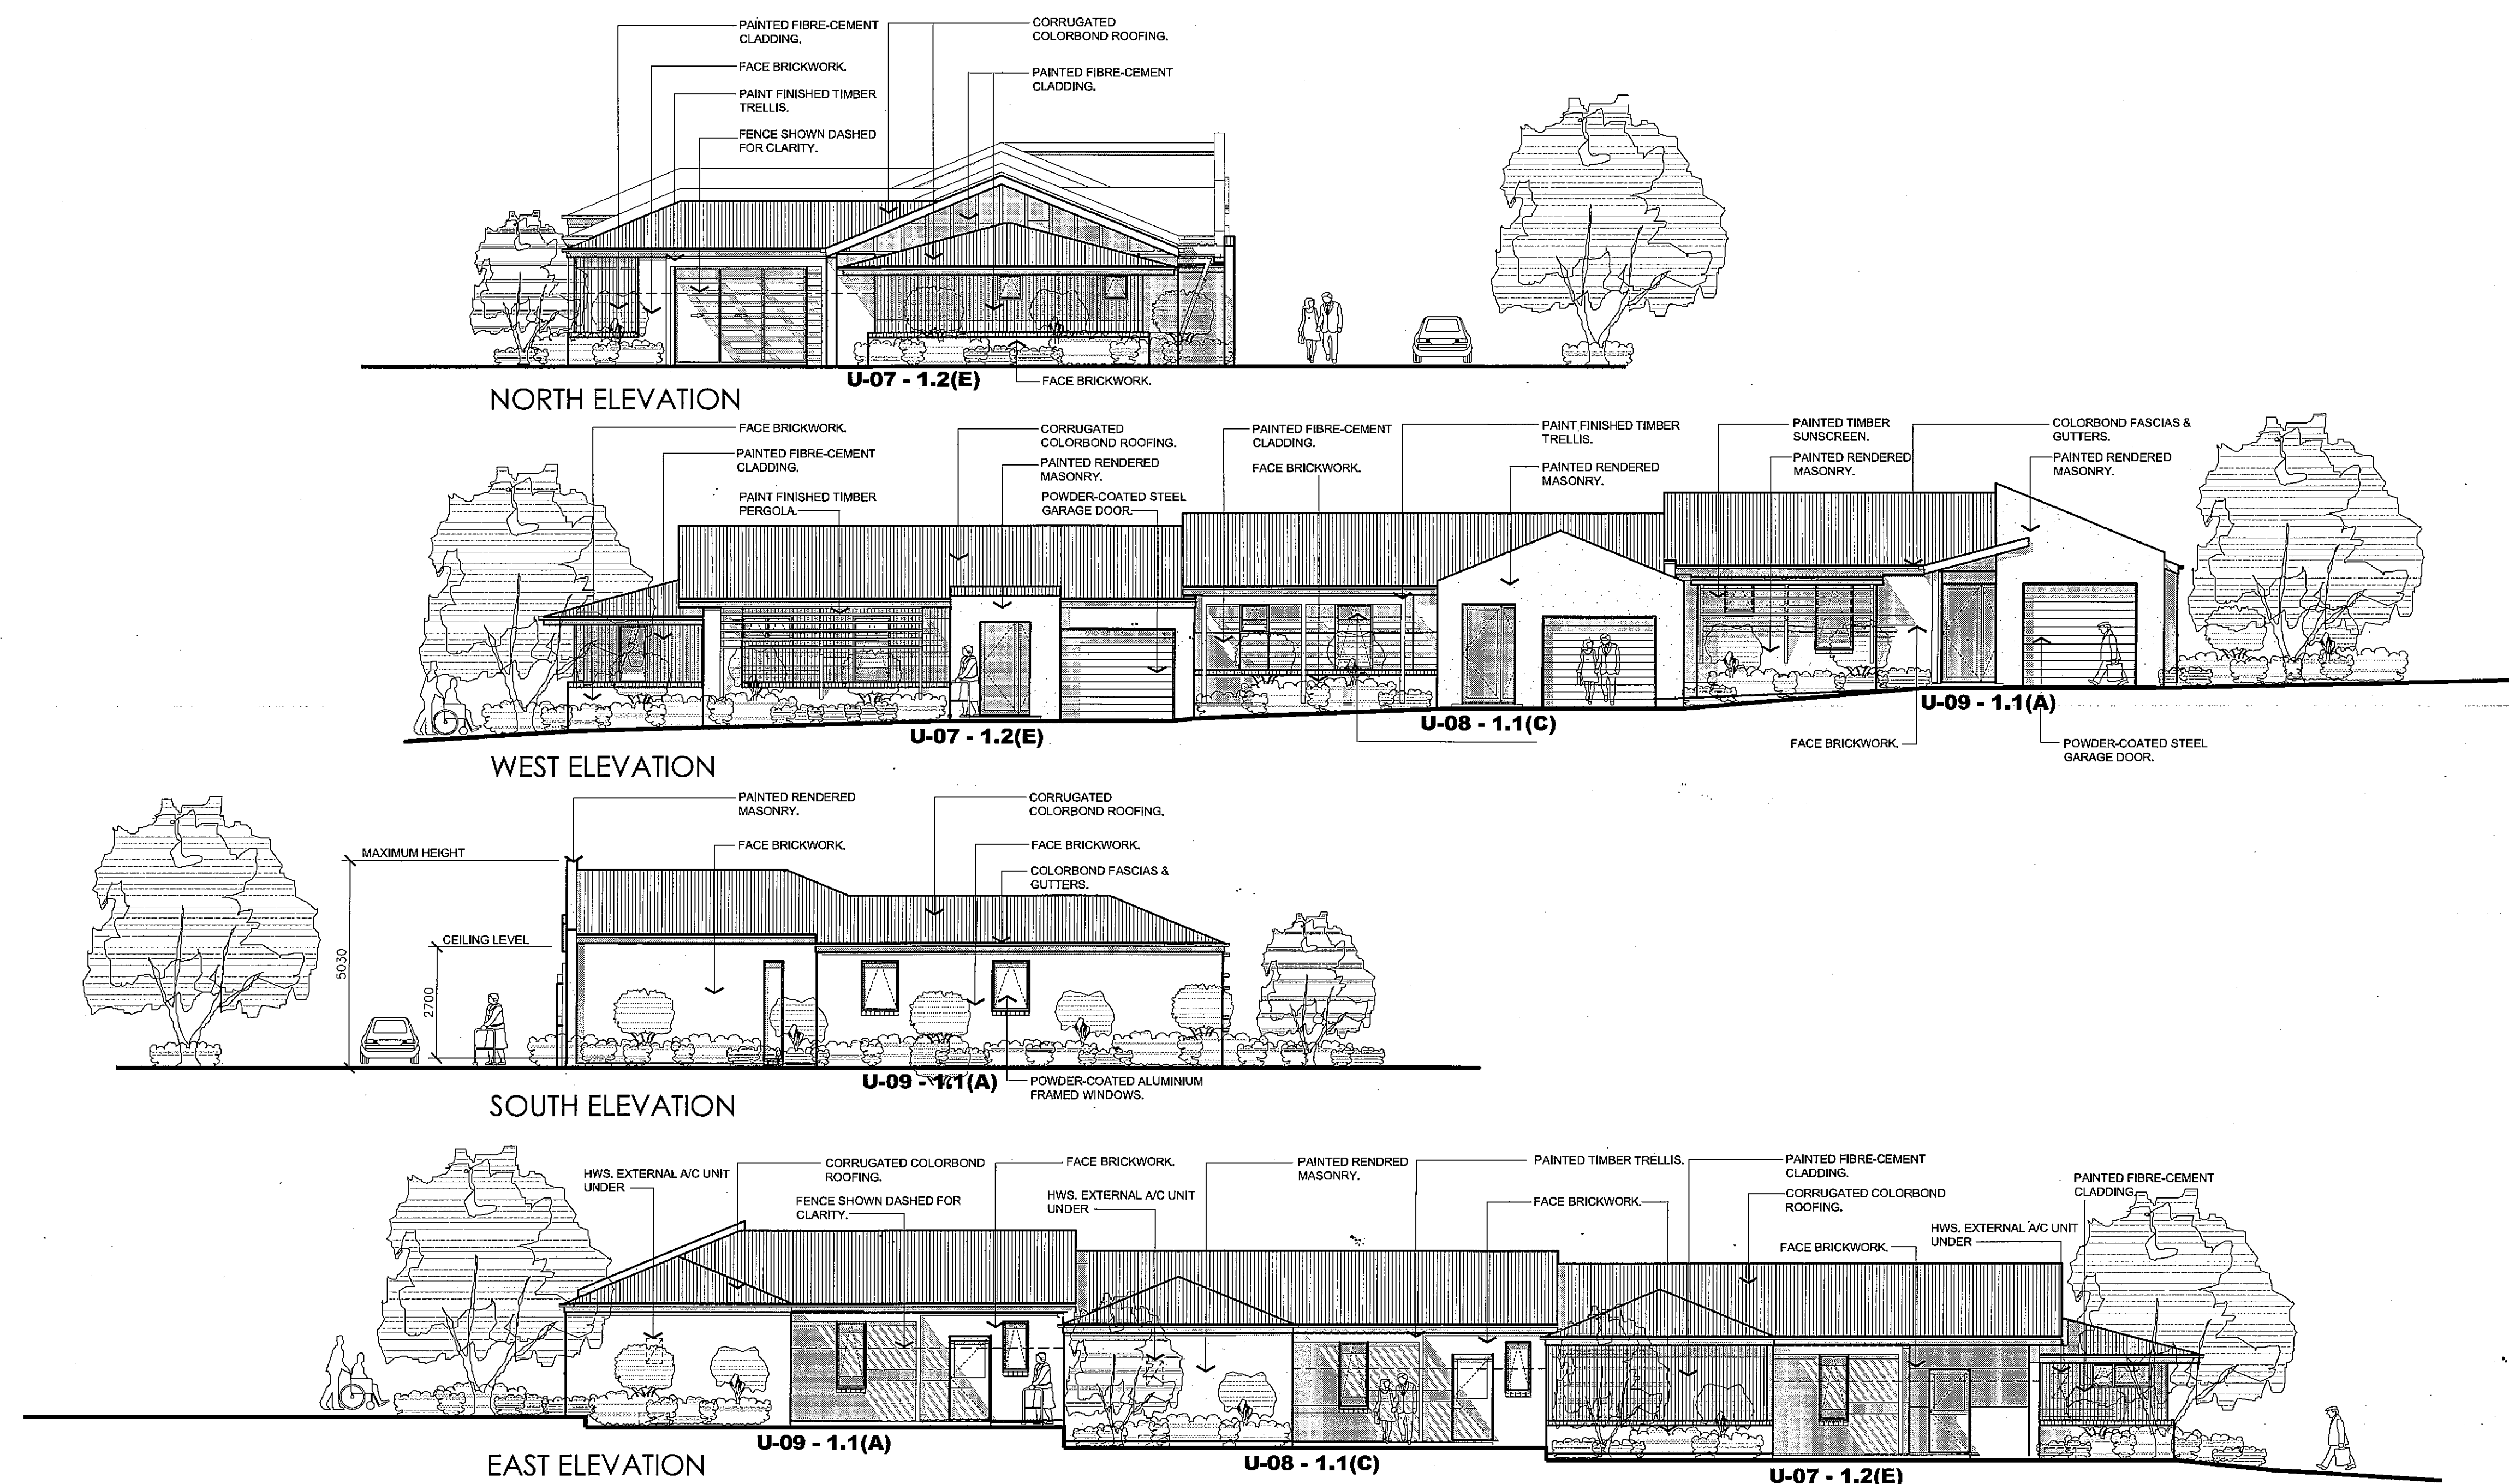 PAINTED FIBRE-CEMENT
CLADDING.
FACE BRICKWORK.
PAINT FINISHED TIMBER
TRELLIS.
FENCE SHOWN DASHED
FOR CLARITY.
CORRUGATED
COLORBOND ROOFING.
PAINTED FIBRE-CEMENT
CLADDING.
U-07 - 1.2(E)
FACE BRICKWORK.
NORTH ELEVATION
FACE BRICKWORK.
PAINTED FIBRE-CEMENT
CLADDING.
PAINT FINISHED TIMBER
PERGOLA.
CORRUGATED
COLORBOND ROOFING.
PAINTED RENDERED
MASONRY.
POWDER-COATED STEEL
GARAGE DOOR.
PAINTED FIBRE-CEMENT
CLADDING.
FACE BRICKWORK.
PAINT FINISHED TIMBER
TRELLIS.
PAINTED RENDERED
MASONRY.
PAINTED TIMBER
SUNSCREEN.
PAINTED RENDERED
MASONRY.
COLORBOND FASCIAS &
GUTTERS.
PAINTED RENDERED
MASONRY.
U-07 - 1.2(E)
U-08 - 1.1(C)
U-09 - 1.1(A)
FACE BRICKWORK.
POWDER-COATED STEEL
GARAGE DOOR.
WEST ELEVATION
PAINTED RENDERED
MASONRY.
FACE BRICKWORK.
CORRUGATED
COLORBOND ROOFING.
FACE BRICKWORK.
COLORBOND FASCIAS &
GUTTERS.
MAXIMUM HEIGHT
CEILING LEVEL
5030
2700
U-09 - 1.1(A)
POWDER-COATED ALUMINIUM
FRAMED WINDOWS.
SOUTH ELEVATION
HWS. EXTERNAL A/C UNIT
UNDER
CORRUGATED COLORBOND
ROOFING.
FENCE SHOWN DASHED FOR
CLARITY.
FACE BRICKWORK.
HWS. EXTERNAL A/C UNIT
UNDER
PAINTED RENDRED
MASONRY.
PAINTED TIMBER TRELLIS.
FACE BRICKWORK.
PAINTED FIBRE-CEMENT
CLADDING.
CORRUGATED COLORBOND
ROOFING.
FACE BRICKWORK.
HWS. EXTERNAL A/C UNIT
UNDER
PAINTED FIBRE-CEMENT
CLADDING.
U-09 - 1.1(A)
U-08 - 1.1(C)
U-07 - 1.2(E)
EAST ELEVATION